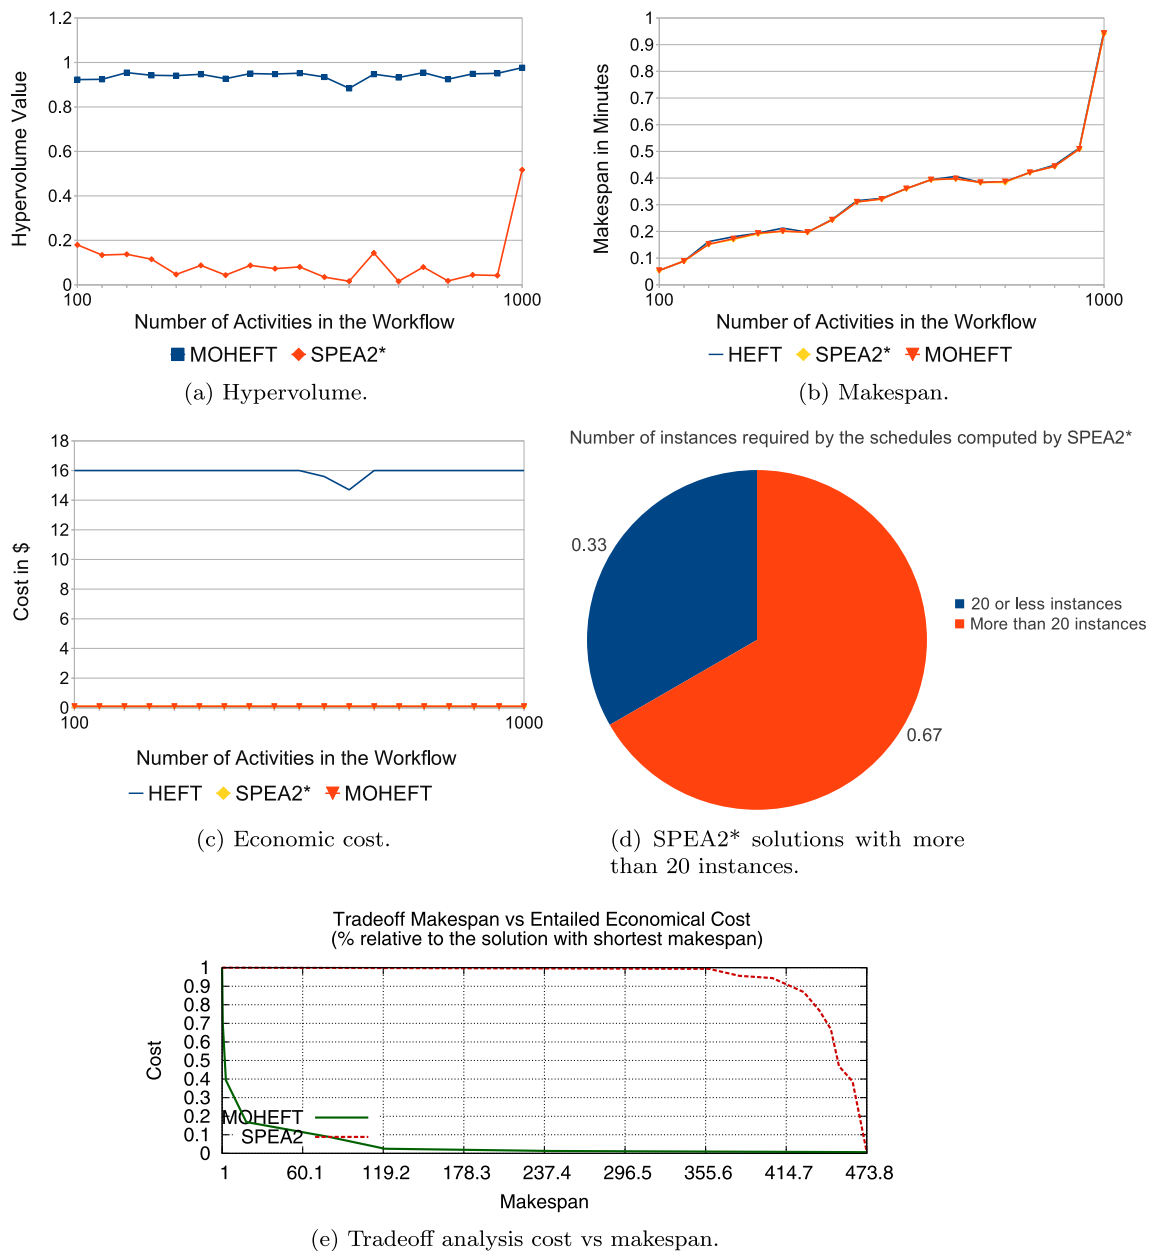 1.2
1
0.8
0.6
0.4
0.2
0
Hypervolume Value
100
1000
Number of Activities in the Workflow
MOHEFT SPEA2*
(a) Hypervolume.
1
0.9
0.8
0.7
0.6
0.5
0.4
0.3
0.2
0.1
0
Makespan in Minutes
100
1000
Number of Activities in the Workflow
HEFT SPEA2* MOHEFT
(b) Makespan.
18
16
14
12
10
8
6
4
2
0
Cost in $
100
1000
Number of Activities in the Workflow
HEFT SPEA2* MOHEFT
(c) Economic cost.
Number of instances required by the schedules computed by SPEA2*
0.33
0.67
20 or less instances
More than 20 instances
(d) SPEA2* solutions with more
than 20 instances.
Tradeoff Makespan vs Entailed Economical Cost
(% relative to the solution with shortest makespan)
1
0.9
0.8
0.7
0.6
0.5
0.4
0.3
0.2
0.1
0
Cost
MOHEFT
SPEA2
1 60.1 119.2 178.3 237.4 296.5 355.6 414.7 473.8
Makespan
(e) Tradeoff analysis cost vs makespan.